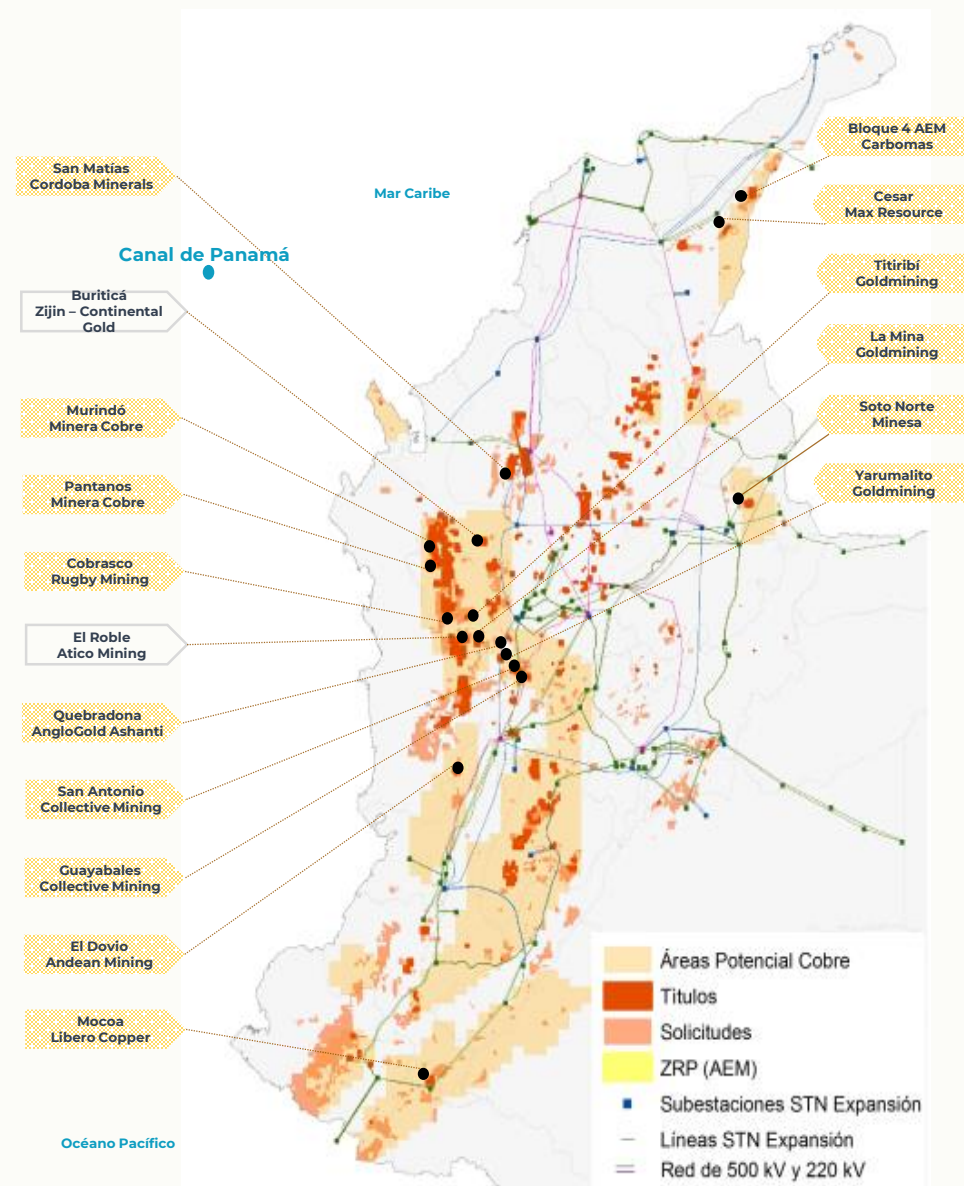 San Matías
Cordoba Minerals
Mar Caribe
Canal de Panamá
Buriticá
Zijin – Continental
Gold
Murindó
Minera Cobre
Pantanos
Minera Cobre
Cobrasco
Rugby Mining
El Roble
Atico Mining
Quebradona
AngloGold Ashanti
San Antonio
Collective Mining
Guayabales
Collective Mining
El Dovio
Andean Mining
Mocoa
Libero Copper
Océano Pacífico
Bloque 4 AEM
Carbomas
Cesar
Max Resource
Titiribí
Goldmining
La Mina
Goldmining
Soto Norte
Minesa
Yarumalito
Goldmining
Áreas Potencial Cobre
Titulos
Solicitudes
ZRP (AEM)
Subestaciones STN Expansión
Líneas STN Expansión
Red de 500 kV y 220 kV